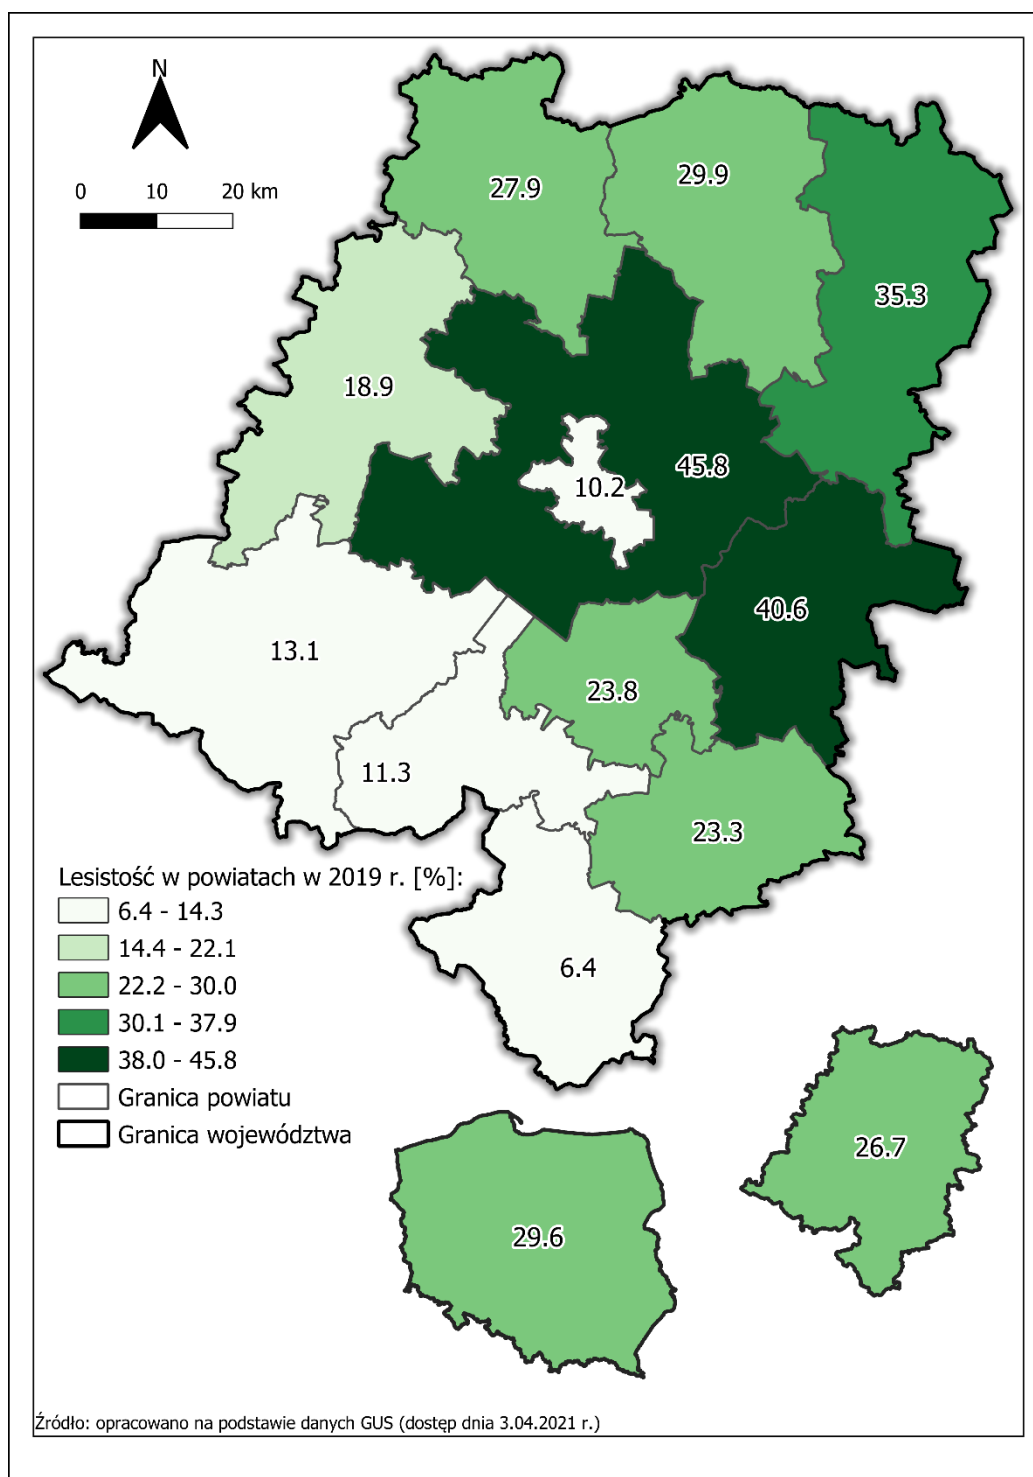 N
0 10 20 km
27.9
29.9
35.3
18.9
45.8
10.2
40.6
13.1
23.8
11.3
23.3
6.4
Lesistość w powiatach w 2019 r. [%]:
6.4 - 14.3
14.4 - 22.1
22.2 - 30.0
30.1 - 37.9
38.0 - 45.8
Granica powiatu
Granica województwa
26.7
29.6
Źródło: opracowano na podstawie danych GUS (dostęp dnia 3.04.2021 r.)